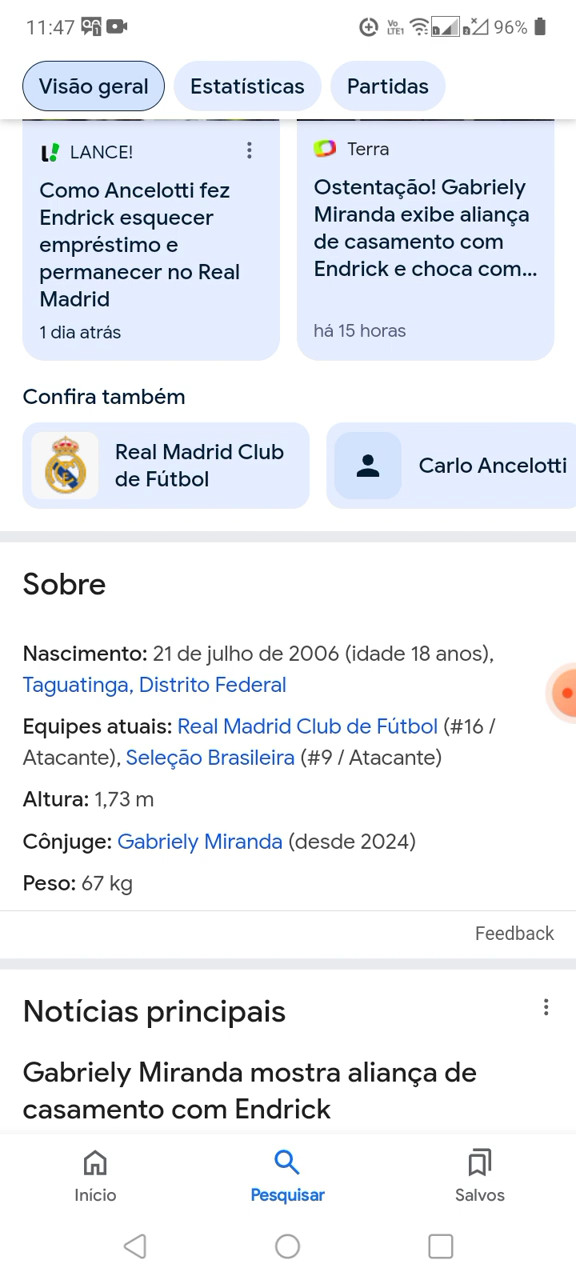 11:47
Vo
LTE1
96%
Visão geral
Estatísticas
Partidas
L! LANCE!
Como Ancelotti fez
Endrick esquecer
empréstimo e
permanecer no Real
Madrid
1 dia atrás
Terra
Ostentação! Gabriely
Miranda exibe aliança
de casamento com
Endrick e choca com...
há 15 horas
Confira também
Real Madrid Club
de Fútbol
Carlo Ancelotti
Sobre
Nascimento: 21 de julho de 2006 (idade 18 anos),
Taguatinga, Distrito Federal
Equipes atuais: Real Madrid Club de Fútbol (#16 /
Atacante), Seleção Brasileira (#9 / Atacante)
Altura: 1,73 m
Cônjuge: Gabriely Miranda (desde 2024)
Peso: 67 kg
Feedback
Notícias principais
Gabriely Miranda mostra aliança de
casamento com Endrick
Inicio
Pesquisar
Salvos